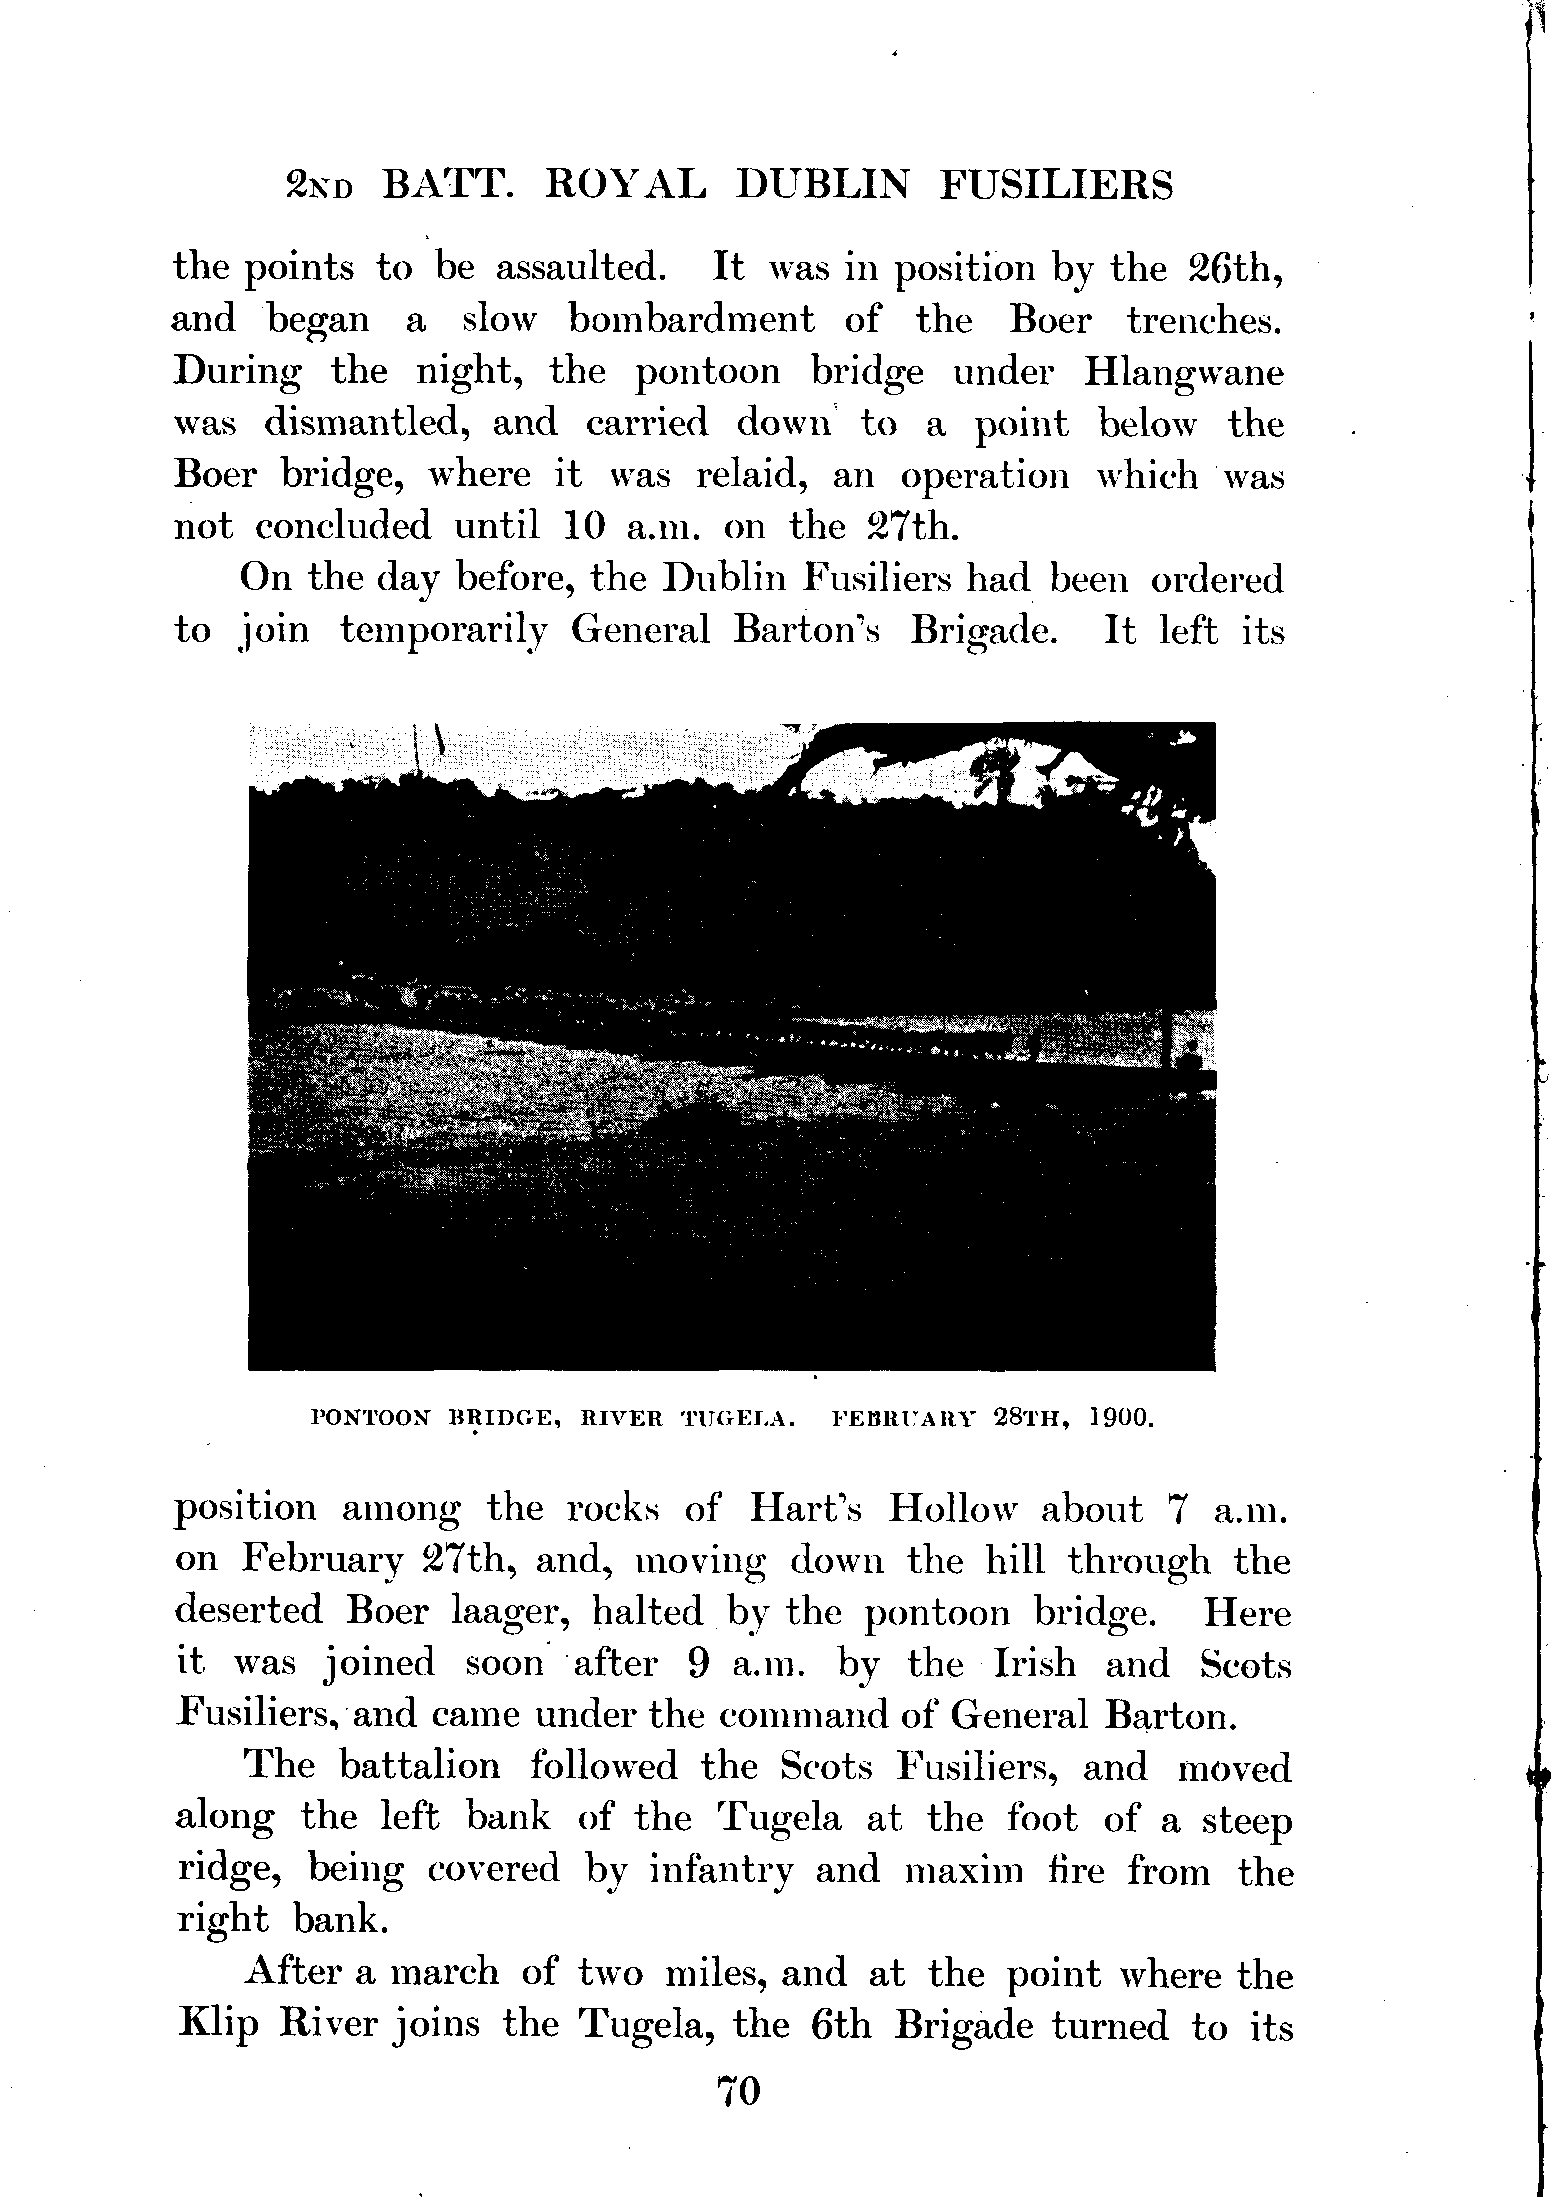 2ND BATT. ROYAL DUBLIN FUSILIERS
the points to be assaulted. It was in position by the 26th,
and began a slow bombardment of the Boer trenches.
During the night, the pontoon bridge under Hlangwane
was dismantled, and carried down to a point below the
Boer bridge, where it was relaid, an operation which was
not concluded until 10 a.m. on the 27th.
On the day before, the Dublin Fusiliers had been ordered
to join temporarily General Barton's Brigade. It left its
PONTOON BRIDGE, RIVER TUGELA. FEBRUARY 28TH, 1900.
position among the rocks of Hart's Hollow about 7 a.m.
on February 27th, and, moving down the hill through the
deserted Boer laager, halted by the pontoon bridge. Here
it was joined soon after 9 a.m. by the Irish and Scots
Fusiliers, and came under the command of General Barton.
The battalion followed the Scots Fusiliers, and moved
along the left bank of the Tugela at the foot of a steep
ridge, being covered by infantry and maxim fire from the
right bank.
After a march of two miles, and at the point where the
Klip River joins the Tugela, the 6th Brigade turned to its
70